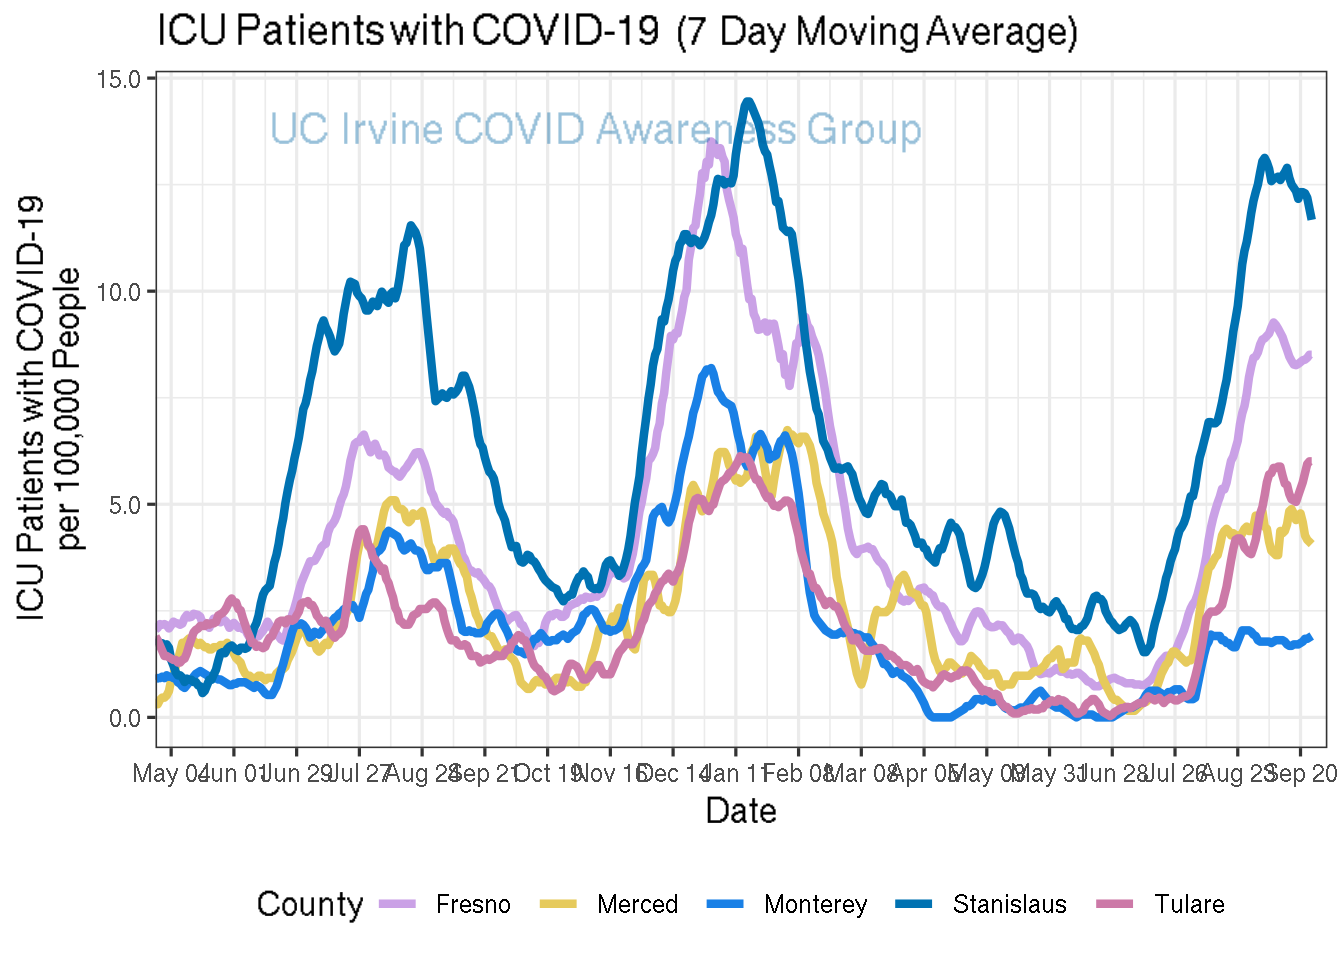 ICU Patients with COVID-19 (7 Day Moving Average)
UC Irvine COVID Awareness Group
ICU Patients with COVID-19
per 100,000 People
15.0
10.0
5.0
0.0
May 04 Jun 01 Jun 29 Jul 27 Aug 24 Sep 21 Oct 19 Nov 16 Dec 14 Jan 11 Feb 08 Mar 08 Apr 05 May 03 May 31 Jun 28 Jul 26 Aug 23 Sep 20
Date
County Fresno Merced Monterey Stanislaus Tulare